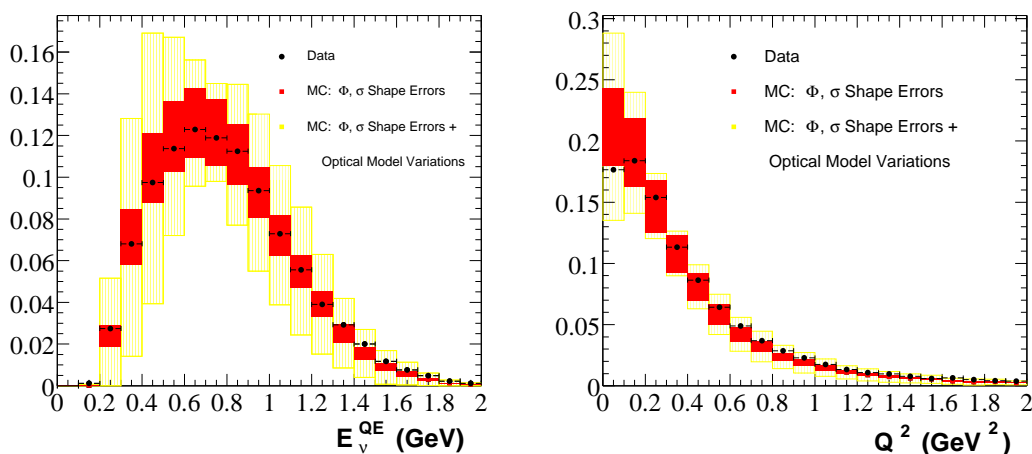 0.16
0.14
0.12
0.1
0.08
0.06
0.04
0.02
0
Data
MC: Φ, σ Shape Errors
MC: Φ, σ Shape Errors +
Optical Model Variations
0 0.2 0.4 0.6 0.8 1 1.2 1.4 1.6 1.8 2
E_ν^QE (GeV)
0.3
0.25
0.2
0.15
0.1
0.05
0
Data
MC: Φ, σ Shape Errors
MC: Φ, σ Shape Errors +
Optical Model Variations
0 0.2 0.4 0.6 0.8 1 1.2 1.4 1.6 1.8 2
Q² (GeV²)